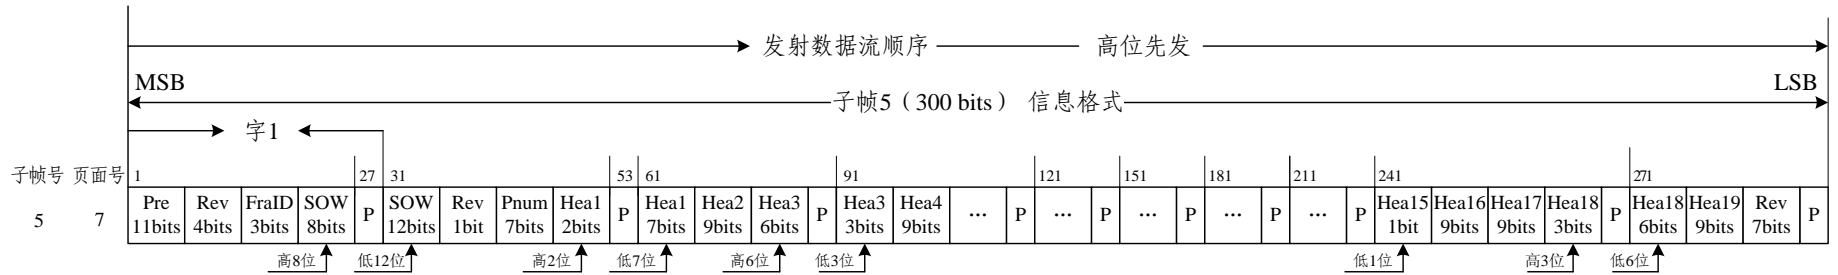 发射数据流顺序 高位先发
MSB LSB
子帧5（300 bits） 信息格式
字1
子帧号 页面号 1 27 31 53 61 91 121 151 181 211 241 271
5 7 Pre 11bits Rev 4bits FraID 3bits SOW 8bits P SOW 12bits Rev 1bit Pnum 7bits Hea1 2bits P Hea1 7bits Hea2 9bits Hea3 6bits P Hea3 3bits Hea4 9bits ... P ... P ... P ... P ... P Hea15 1bit Hea16 9bits Hea17 9bits Hea18 3bits P Hea18 6bits Hea19 9bits Rev 7bits P
高8位 低12位 高2位 低7位 高6位 低3位 低1位 高3位 低6位